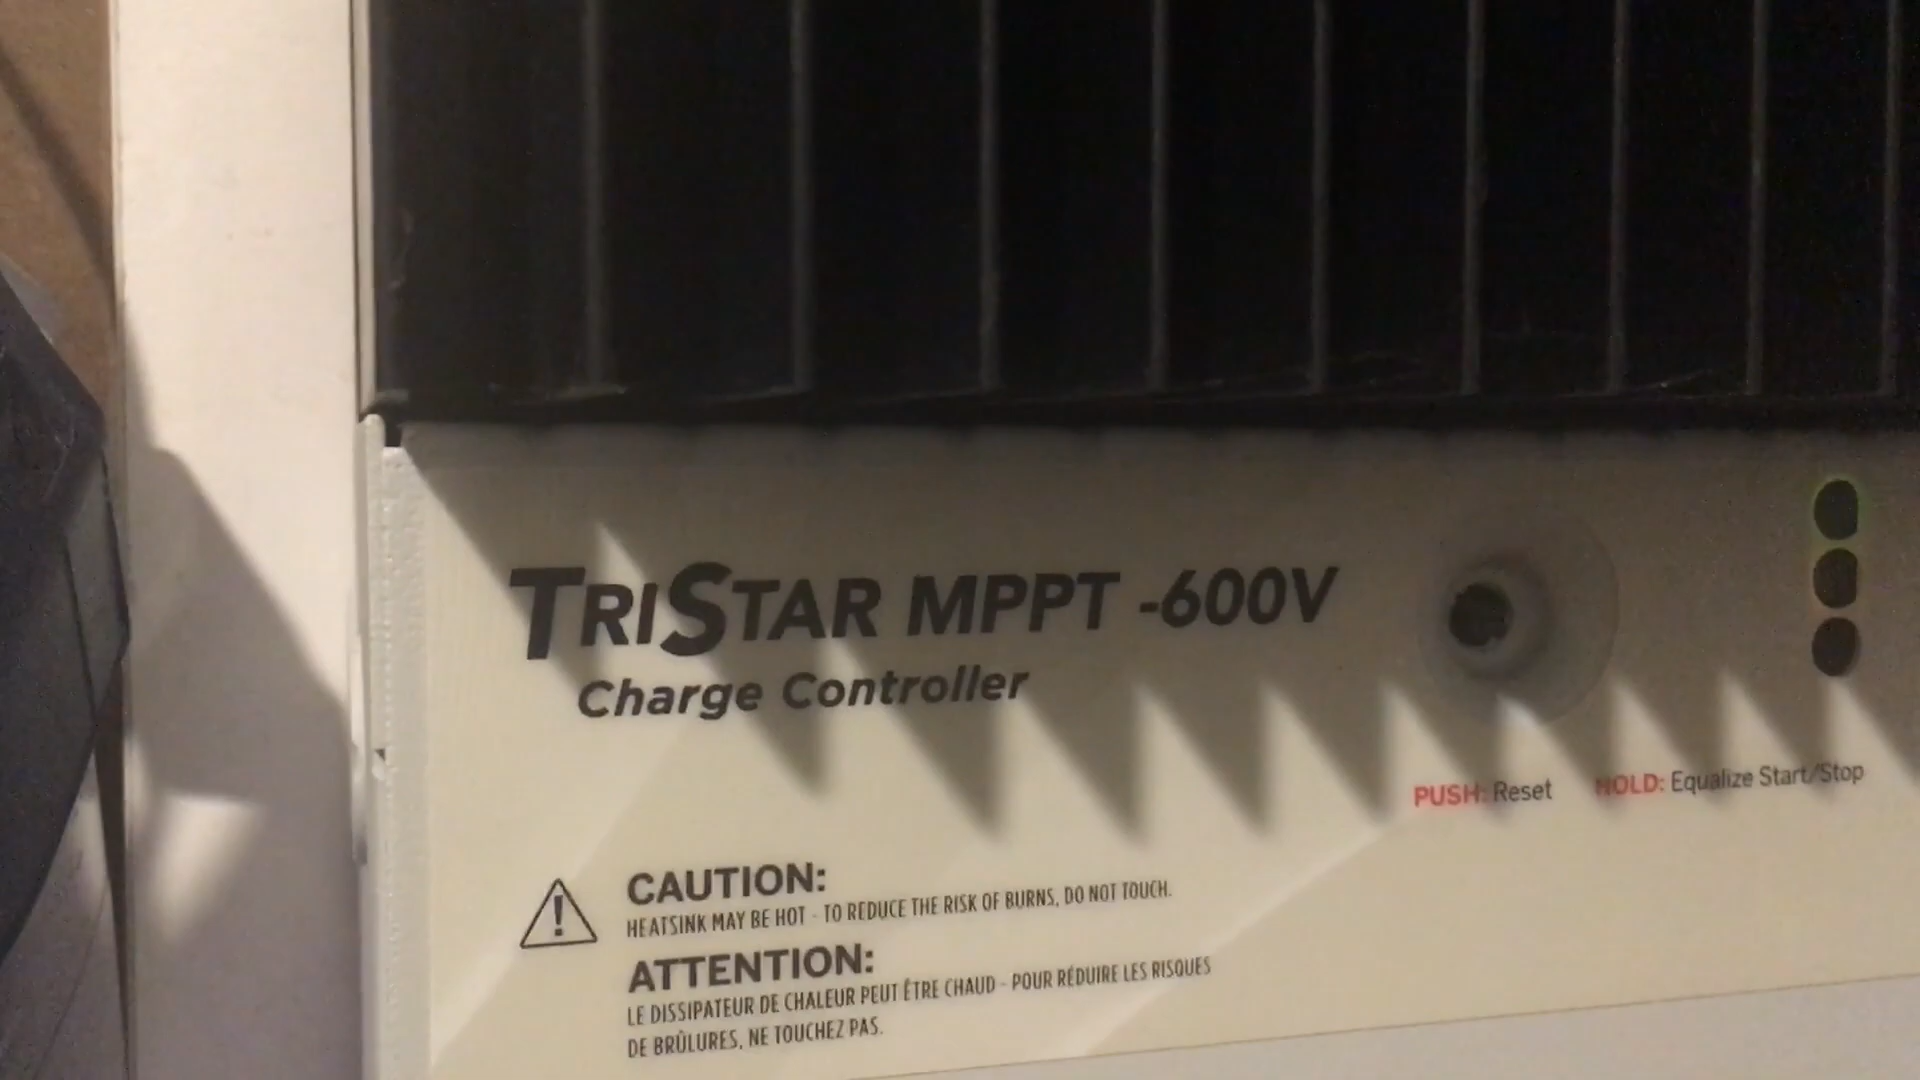 TRISTAR MPPT -600V
Charge Controller
PUSH: Reset HOLD: Equalize Start/Stop
CAUTION:
HEATSINK MAY BE HOT - TO REDUCE THE RISK OF BURNS, DO NOT TOUCH.
ATTENTION:
LE DISSIPATEUR DE CHALEUR PEUT ÊTRE CHAUD - POUR RÉDUIRE LES RISQUES
DE BRÛLURES, NE TOUCHEZ PAS.